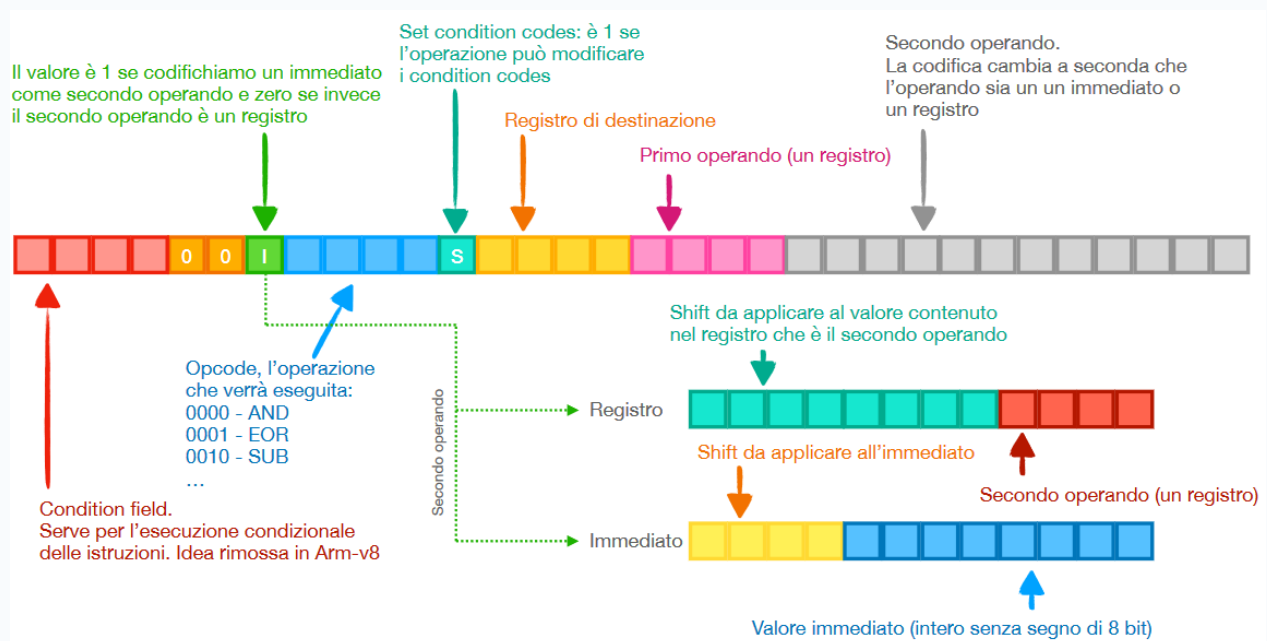 Set condition codes: è 1 se
l'operazione può modificare
i condition codes
Secondo operando.
La codifica cambia a seconda che
l'operando sia un un immediato o
un registro
Il valore è 1 se codifichiamo un immediato
come secondo operando e zero se invece
il secondo operando è un registro
Registro di destinazione
Primo operando (un registro)
0 0 I S
Shift da applicare al valore contenuto
nel registro che è il secondo operando
Opcode, l'operazione
che verrà eseguita:
0000 - AND
0001 - EOR
0010 - SUB
...
Secondo operando
Registro
Shift da applicare all'immediato
Secondo operando (un registro)
Condition field.
Serve per l'esecuzione condizionale
delle istruzioni. Idea rimossa in Arm-v8
Immediato
Valore immediato (intero senza segno di 8 bit)